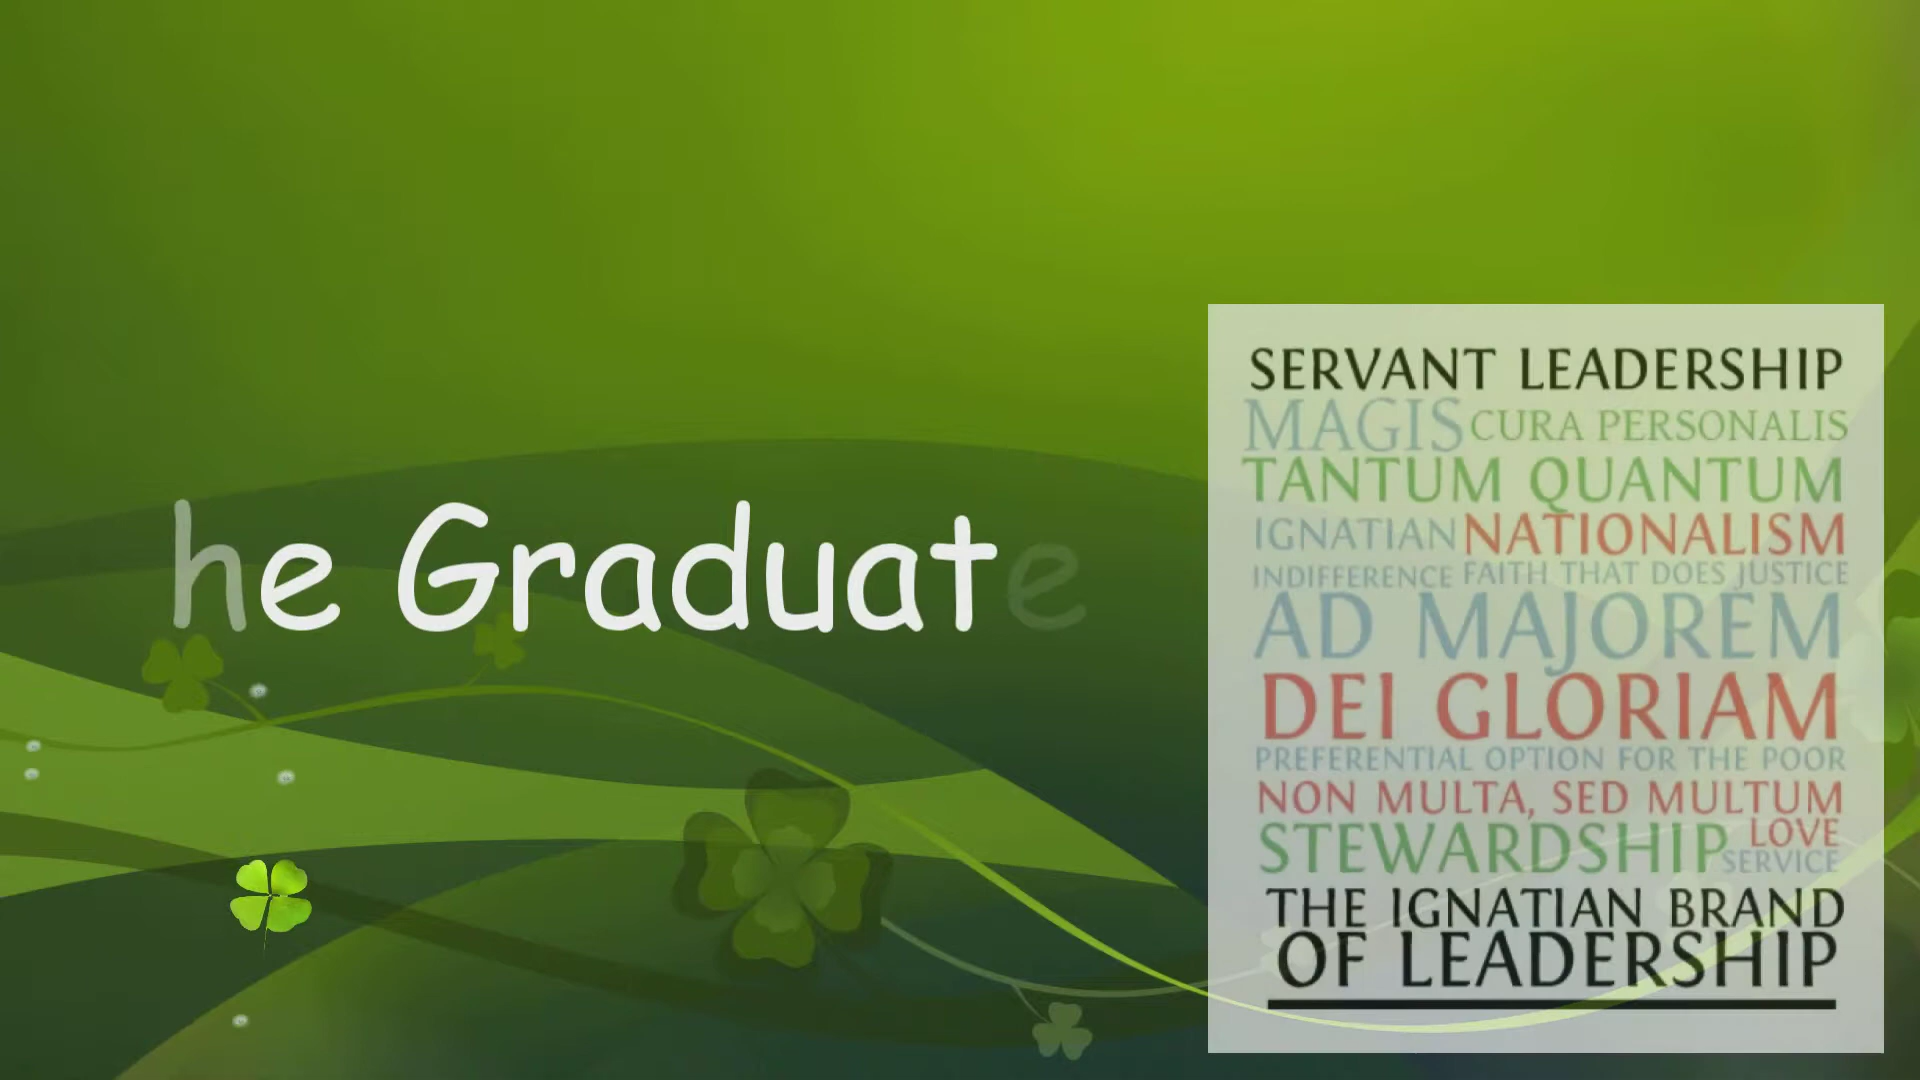 he Graduate
SERVANT LEADERSHIP
MAGIS CURA PERSONALIS
TANTUM QUANTUM
IGNATIAN NATIONALISM
INDIFFERENCE FAITH THAT DOES JUSTICE
AD MAJOREM
DEI GLORIAM
PREFERENTIAL OPTION FOR THE POOR
NON MULTA, SED MULTUM
STEWARDSHIP LOVE
SERVICE
THE IGNATIAN BRAND
OF LEADERSHIP